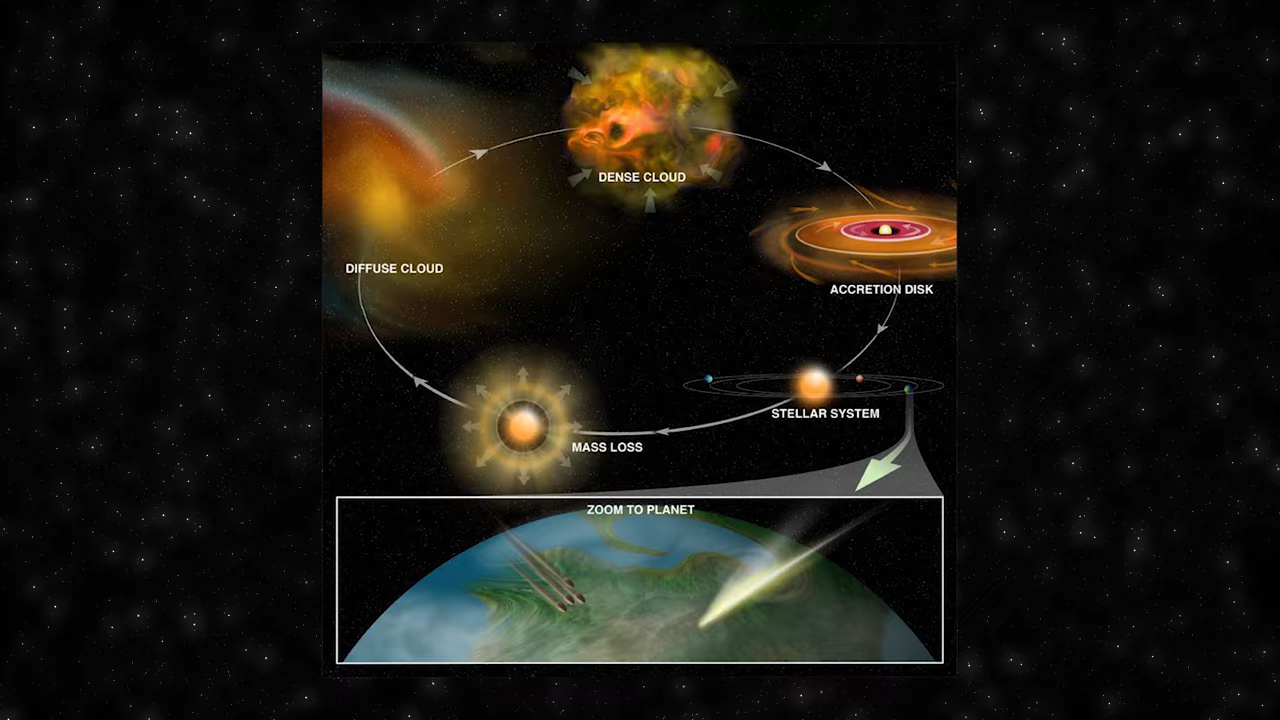 DENSE CLOUD
DIFFUSE CLOUD
ACCRETION DISK
STELLAR SYSTEM
MASS LOSS
ZOOM TO PLANET